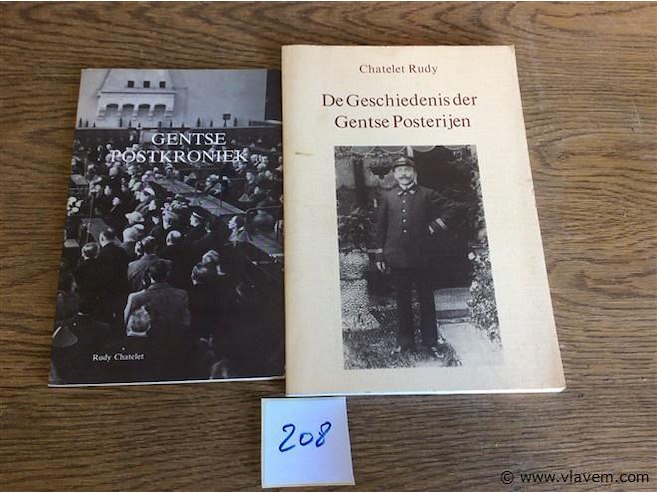 GENTSE
POSTKRONIEK
Rudy Chatelet
Chatelet Rudy
De Geschiedenis der
Gentse Posterijen
208
© www.vlavem.com